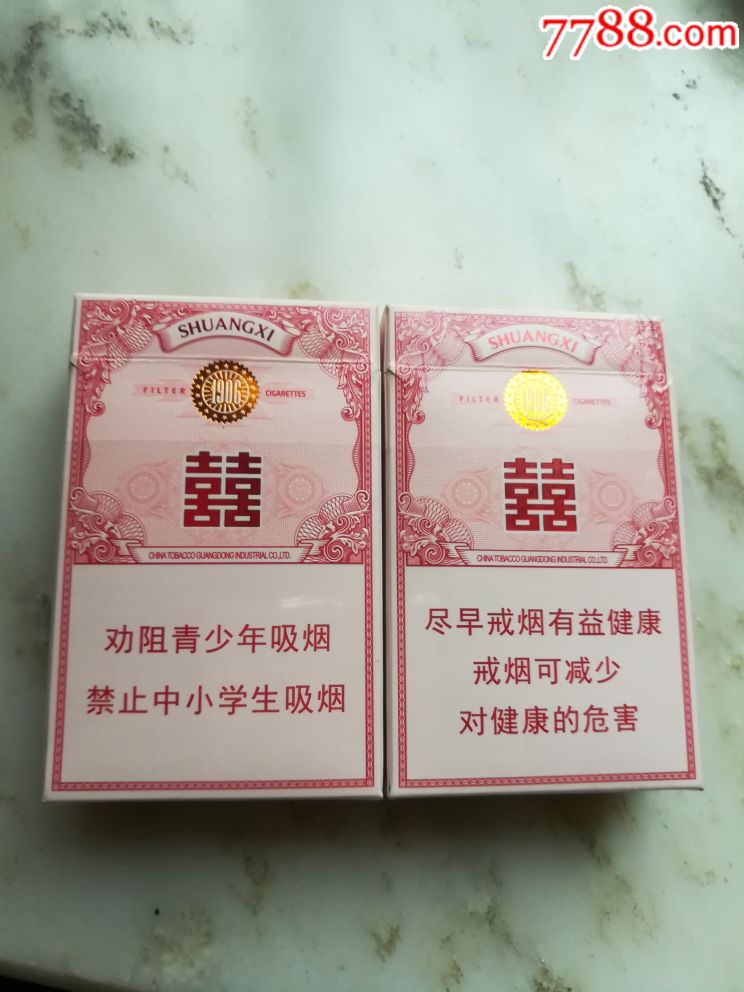 7788.com
SHUANGXI
FILTER 1906 CIGARETTES
囍
CHINA TOBACCO GUANGDONG INDUSTRIAL CO.,LTD.
劝阻青少年吸烟
禁止中小学生吸烟
SHUANGXI
FILTER 1906 CIGARETTES
囍
CHINA TOBACCO GUANGDONG INDUSTRIAL CO.,LTD.
尽早戒烟有益健康
戒烟可减少
对健康的危害